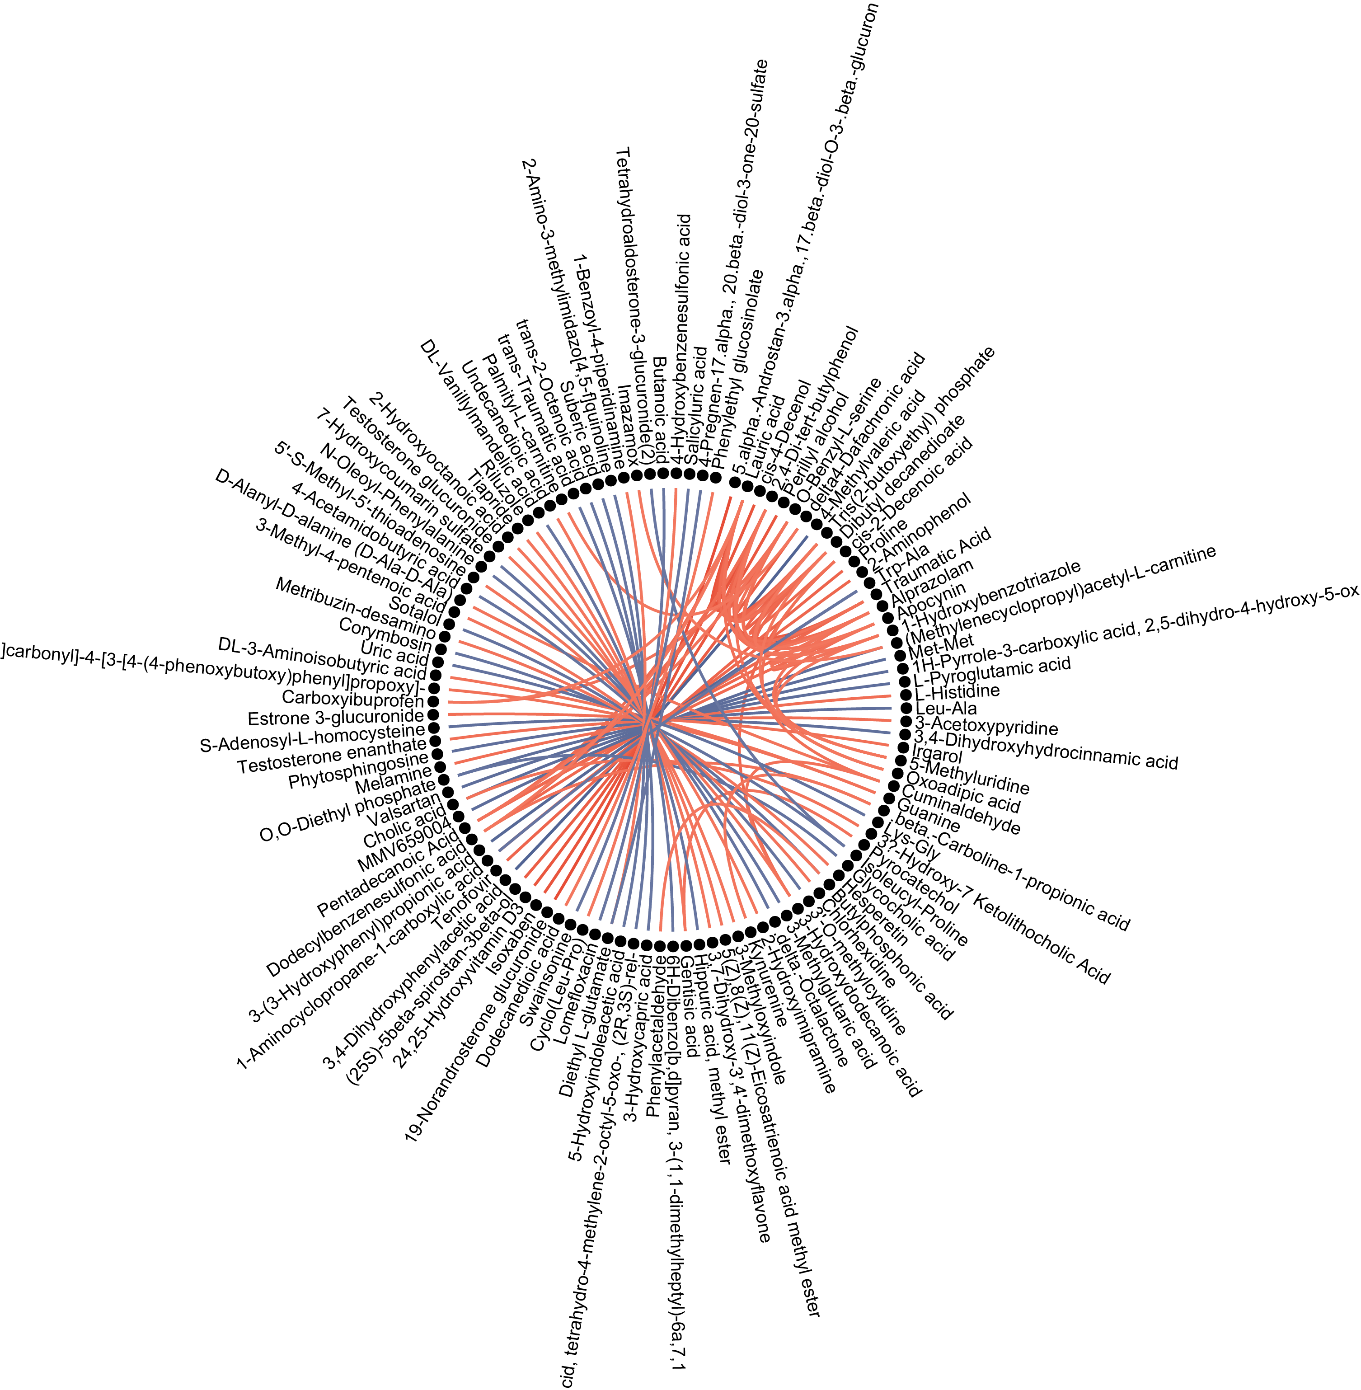 Butanoic acid
4-Hydroxybenzenesulfonic acid
Salicyluric acid
4-Pregnen-17.alpha., 20.beta.-diol-3-one-20-sulfate
Phenylethyl glucosinolate
5.alpha.-Androstan-3.alpha.,17.beta.-diol-O-3-.beta.-glucuron
Lauric acid
cis-4-Decenol
2,4-Di-tert-butylphenol
Perillyl alcohol
O-Benzyl-L-serine
delta4-Dafachronic acid
4-Methylvaleric acid
Tris(2-butoxyethyl) phosphate
Dibutyl decanedioate
cis-2-Decenoic acid
Proline
2-Aminophenol
Trp-Ala
Traumatic Acid
Alprazolam
Apocynin
1-Hydroxybenzotriazole
(Methylenecyclopropyl)acetyl-L-carnitine
Met-Met
1H-Pyrrole-3-carboxylic acid, 2,5-dihydro-4-hydroxy-5-ox
L-Pyroglutamic acid
L-Histidine
Leu-Ala
3-Acetoxypyridine
3,4-Dihydroxyhydrocinnamic acid
Irgarol
5-Methyluridine
Oxoadipic acid
Cuminaldehyde
Guanine
.beta.-Carboline-1-propionic acid
Lys-Gly
3?-Hydroxy-7 Ketolithocholic Acid
Pyrocatechol
Isoleucyl-Proline
Glycocholic acid
Hesperetin
Butylphosphonic acid
Chlorhexidine
3'-O-methylcytidine
3-Hydroxydodecanoic acid
3-Methylglutaric acid
.delta.-Octalactone
2-Hydroxyimipramine
Kynurenine
3-Methyloxyindole
5(Z),8(Z),11(Z)-Eicosatrienoic acid methyl ester
3,7-Dihydroxy-3',4'-dimethoxyflavone
Hippuric acid, methyl ester
Gentisic acid
6H-Dibenzo[b,d]pyran, 3-(1,1-dimethylheptyl)-6a,7,1
Phenylacetaldehyde
3-Hydroxycapric acid
cid, tetrahydro-4-methylene-2-octyl-5-oxo-, (2R,3S)-rel-
5-Hydroxyindoleacetic acid
Diethyl L-glutamate
Lomefloxacin
Cyclo(Leu-Pro)
Swainsonine
Dodecanedioic acid
19-Norandrosterone glucuronide
Isoxaben
24,25-Hydroxyvitamin D3
(25S)-5beta-spirostan-3beta-ol
3,4-Dihydroxyphenylacetic acid
Tenofovir
1-Aminocyclopropane-1-carboxylic acid
3-(3-Hydroxyphenyl)propionic acid
Dodecylbenzenesulfonic acid
Pentadecanoic Acid
MMV659004
Cholic acid
Valsartan
O,O-Diethyl phosphate
Melamine
Phytosphingosine
Testosterone enanthate
S-Adenosyl-L-homocysteine
Estrone 3-glucuronide
Carboxyibuprofen
]carbonyl]-4-[3-[4-(4-phenoxybutoxy)phenyl]propoxy]-
DL-3-Aminoisobutyric acid
Uric acid
Corymbosin
Metribuzin-desamino
Sotalol
3-Methyl-4-pentenoic acid
D-Alanyl-D-alanine (D-Ala-D-Ala)
4-Acetamidobutyric acid
5'-S-Methyl-5'-thioadenosine
N-Oleoyl-Phenylalanine
7-Hydroxycoumarin sulfate
Testosterone glucuronide
2-Hydroxyoctanoic acid
Tiapride
Riluzole
DL-Vanillylmandelic acid
Undecanedioic acid
Palmityl-L-carnitine
trans-Traumatic acid
trans-2-Octenoic acid
Suberic acid
2-Amino-3-methylimidazo[4,5-f]quinoline
1-Benzoyl-4-piperidinamine
Imazamox
Tetrahydroaldosterone-3-glucuronide(2)